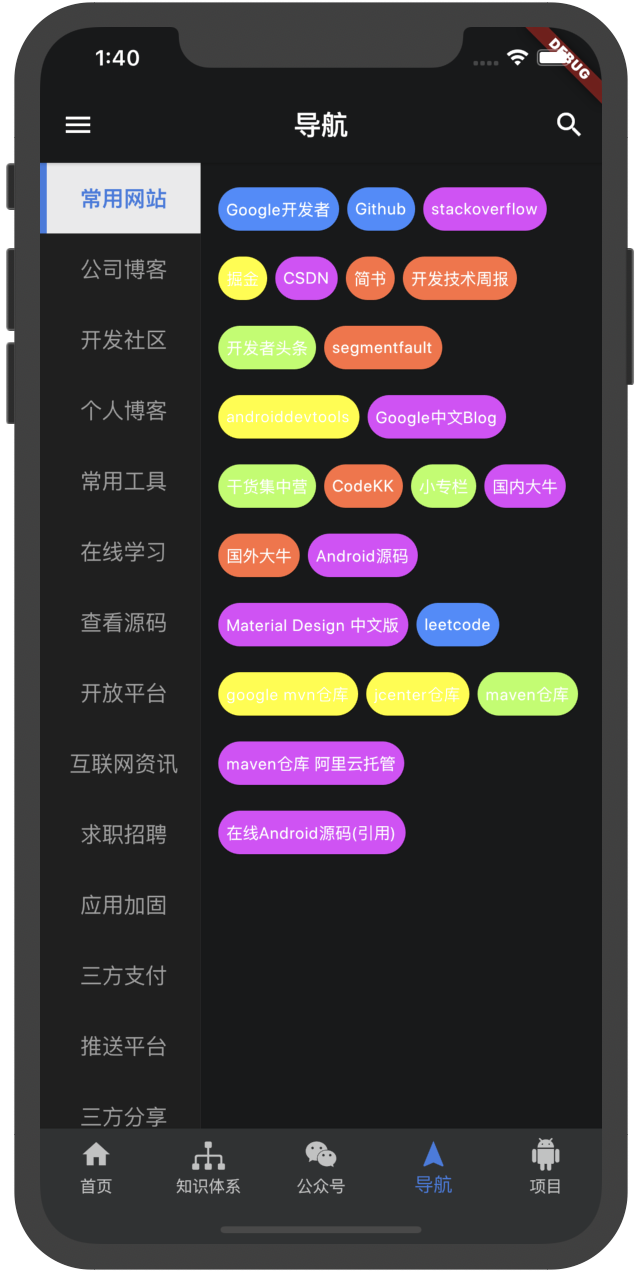 1:40
DEBUG
导航
常用网站
公司博客
开发社区
个人博客
常用工具
在线学习
查看源码
开放平台
互联网资讯
求职招聘
应用加固
三方支付
推送平台
三方分享
Google开发者 Github stackoverflow
掘金 CSDN 简书 开发技术周报
开发者头条 segmentfault
androiddevtools Google中文Blog
干货集中营 CodeKK 小专栏 国内大牛
国外大牛 Android源码
Material Design 中文版 leetcode
google mvn仓库 jcenter仓库 maven仓库
maven仓库 阿里云托管
在线Android源码(引用)
首页 知识体系 公众号 导航 项目